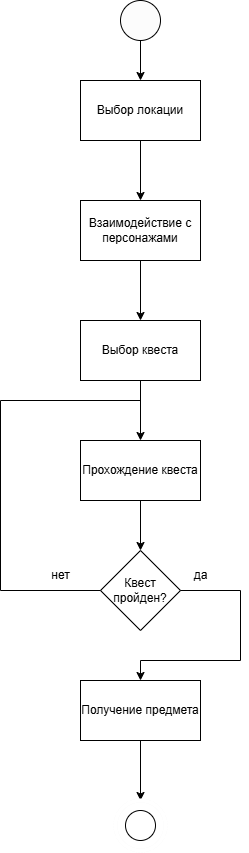 Выбор локации
Взаимодействие с
персонажами
Выбор квеста
Прохождение квеста
Квест
пройден?
нет
да
Получение предмета